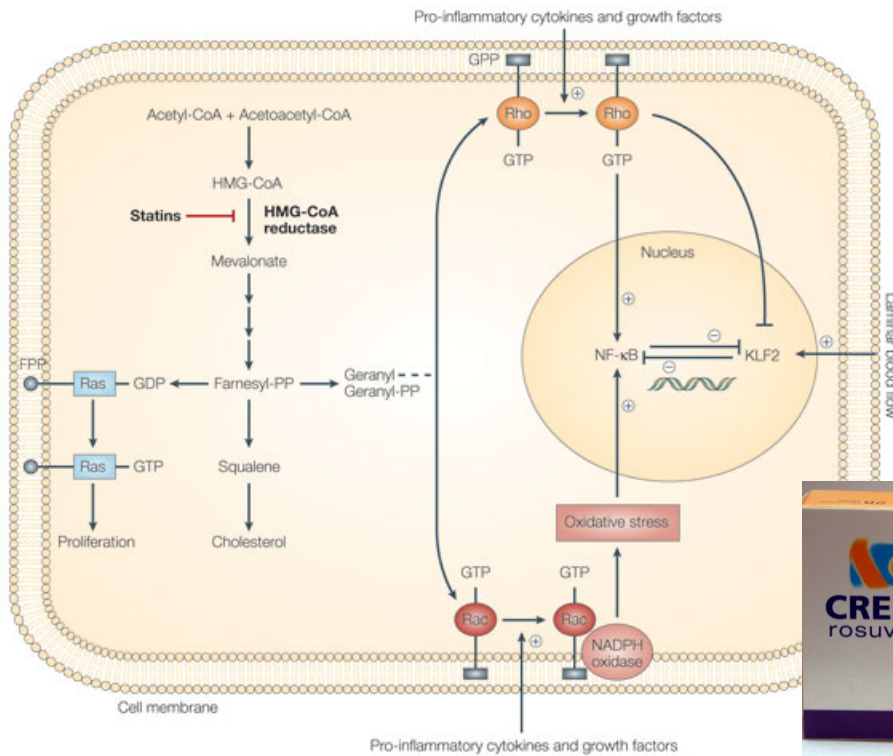 Pro-inflammatory cytokines and growth factors
GPP
Rho
Rho
GTP
GTP
Acetyl-CoA + Acetoacetyl-CoA
HMG-CoA
Statins
HMG-CoA
reductase
Mevalonate
Nucleus
NF-κB
KLF2
Laminar blood flow
FPP
Ras
GDP
Farnesyl-PP
Geranyl
Geranyl-PP
Ras
GTP
Squalene
Proliferation
Cholesterol
Oxidative stress
GTP
GTP
Rac
Rac
NADPH
oxidase
Cell membrane
Pro-inflammatory cytokines and growth factors
CRE
rosuv